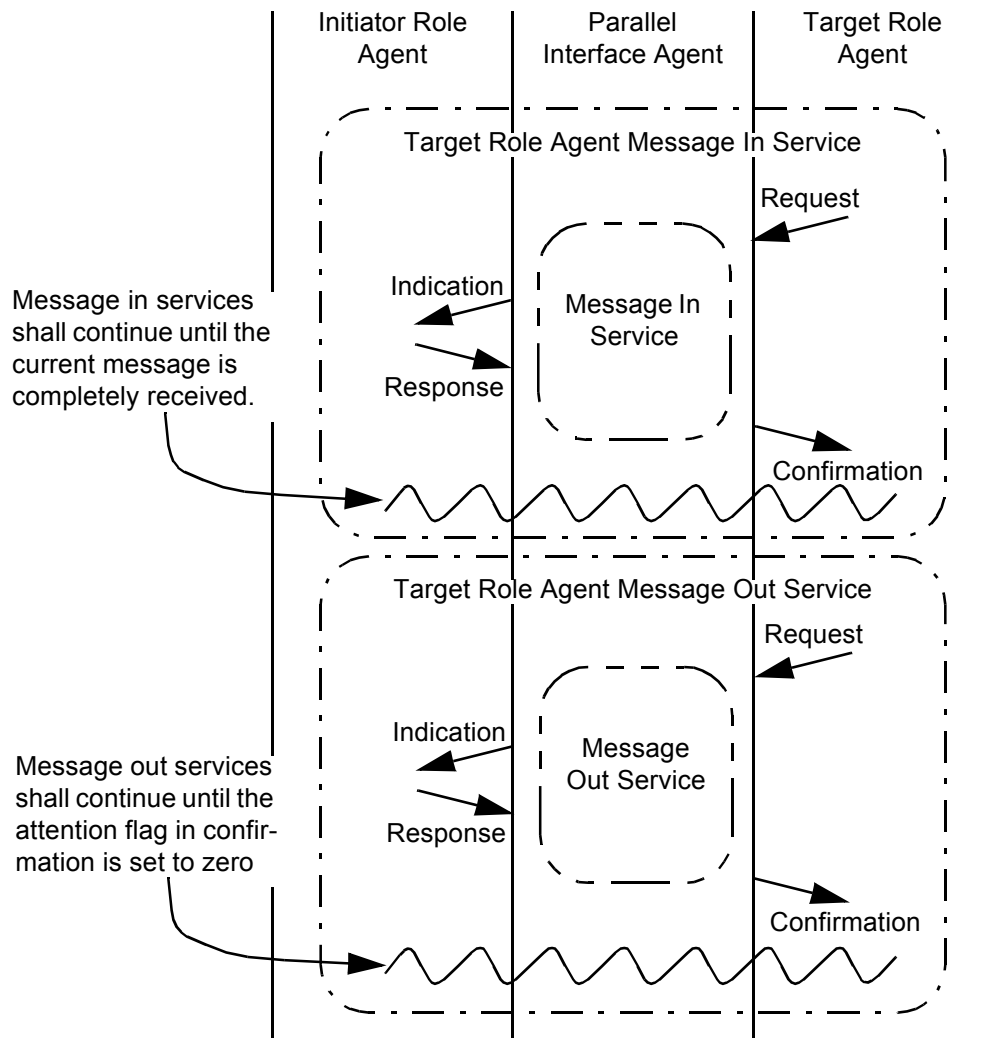 Initiator Role
Agent
Parallel
Interface Agent
Target Role
Agent
Target Role Agent Message In Service
Request
Indication
Message In
Service
Response
Message in services
shall continue until the
current message is
completely received.
Confirmation
Target Role Agent Message Out Service
Request
Indication
Message
Out Service
Response
Message out services
shall continue until the
attention flag in confir-
mation is set to zero
Confirmation